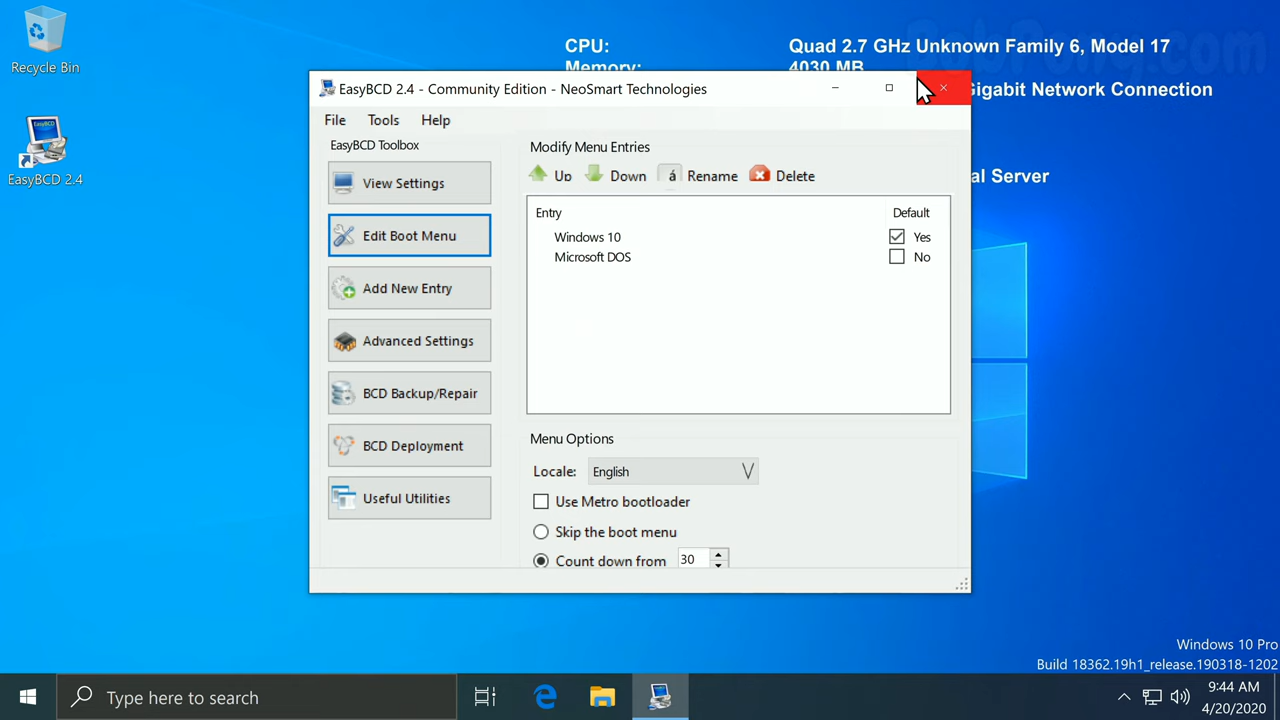 Recycle Bin
EasyBCD
EasyBCD 2.4
BobPony.com
CPU:
Quad 2.7 GHz Unknown Family 6, Model 17
Memory:
4030 MB
Gigabit Network Connection
al Server
EasyBCD 2.4 - Community Edition - NeoSmart Technologies
File
Tools
Help
EasyBCD Toolbox
View Settings
Edit Boot Menu
Add New Entry
Advanced Settings
BCD Backup/Repair
BCD Deployment
Useful Utilities
Modify Menu Entries
Up
Down
á
Rename
Delete
Entry
Default
Windows 10
Yes
Microsoft DOS
No
Menu Options
Locale:
English
Use Metro bootloader
Skip the boot menu
Count down from
30
Windows 10 Pro
Build 18362.19h1_release.190318-1202
Type here to search
9:44 AM
4/20/2020